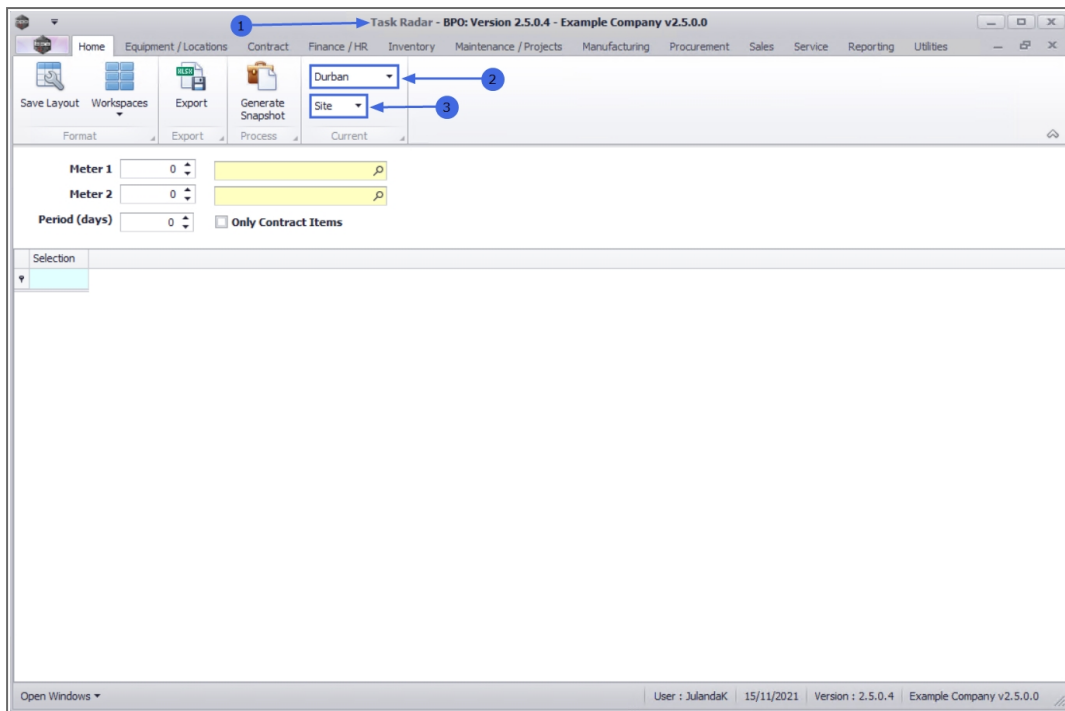 1
Task Radar - BPO: Version 2.5.0.4 - Example Company v2.5.0.0
Home Equipment / Locations Contract Finance / HR Inventory Maintenance / Projects Manufacturing Procurement Sales Service Reporting Utilities
XLSX
Durban
2
Save Layout Workspaces Export Generate Snapshot
Site
3
Format Export Process Current
Meter 1 0
Meter 2 0
Period (days) 0 Only Contract Items
Selection
Open Windows User : JulandaK 15/11/2021 Version : 2.5.0.4 Example Company v2.5.0.0